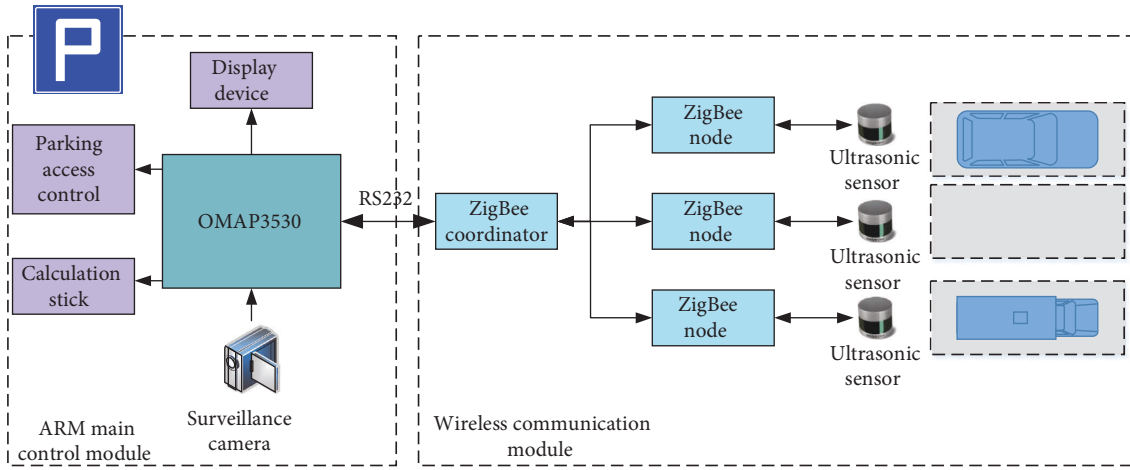 P
Display
device
Parking
access
control
OMAP3530
Calculation
stick
Surveillance
camera
ARM main
control module
RS232
ZigBee
coordinator
ZigBee
node
Ultrasonic
sensor
ZigBee
node
Ultrasonic
sensor
ZigBee
node
Ultrasonic
sensor
Wireless communication
module